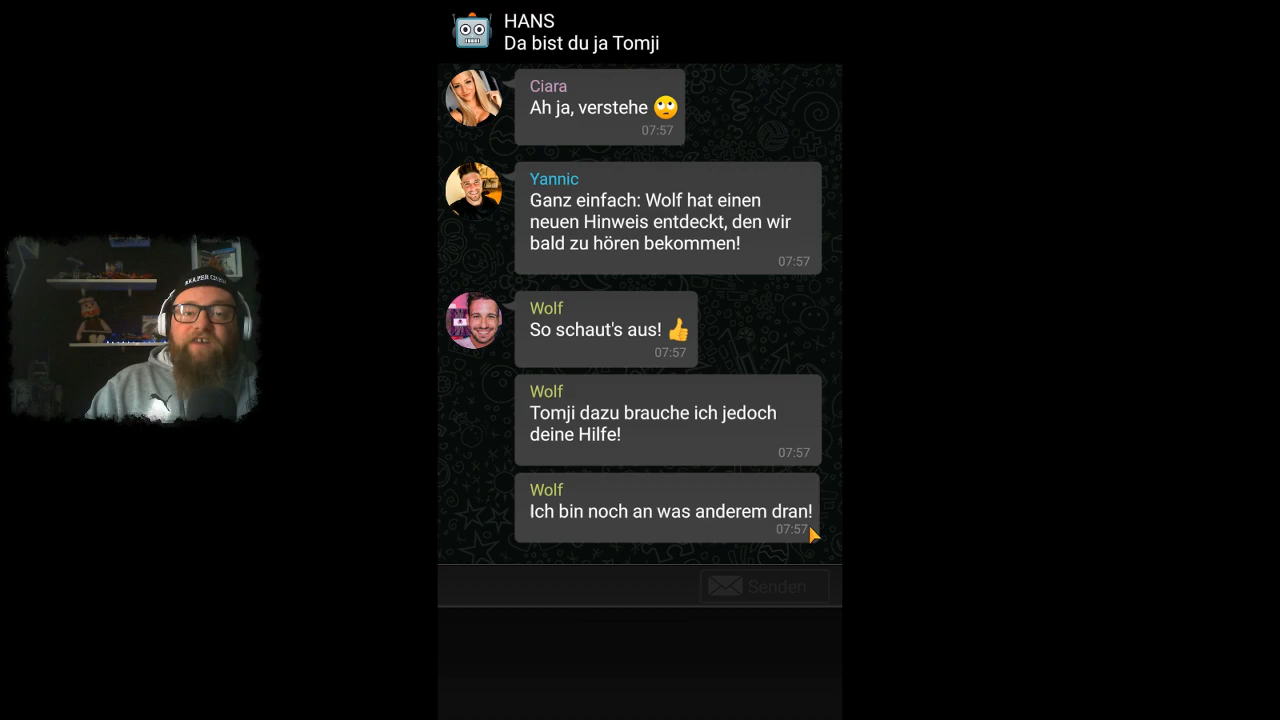 HANS
Da bist du ja Tomji
Ciara
Ah ja, verstehe 🙄
07:57
Yannic
Ganz einfach: Wolf hat einen
neuen Hinweis entdeckt, den wir
bald zu hören bekommen!
07:57
Wolf
So schaut's aus! 👍
07:57
Wolf
Tomji dazu brauche ich jedoch
deine Hilfe!
07:57
Wolf
Ich bin noch an was anderem dran!
07:57
Senden